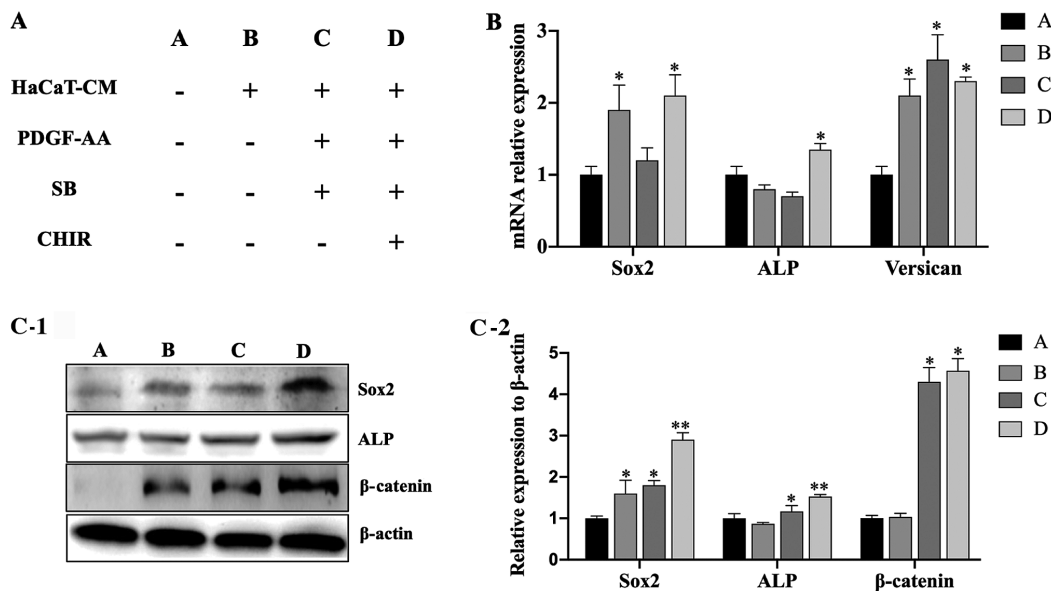 A
A B C D
HaCaT-CM - + + +
PDGF-AA - - + +
SB - - + +
CHIR - - - +
B
mRNA relative expression
3
2
1
0
* * * * * *
Sox2 ALP Versican
A
B
C
D
C-1
A B C D
Sox2
ALP
β-catenin
β-actin
C-2
Relative expression to β-actin
5
4
3
2
1
0
* * ** * ** * *
Sox2 ALP β-catenin
A
B
C
D